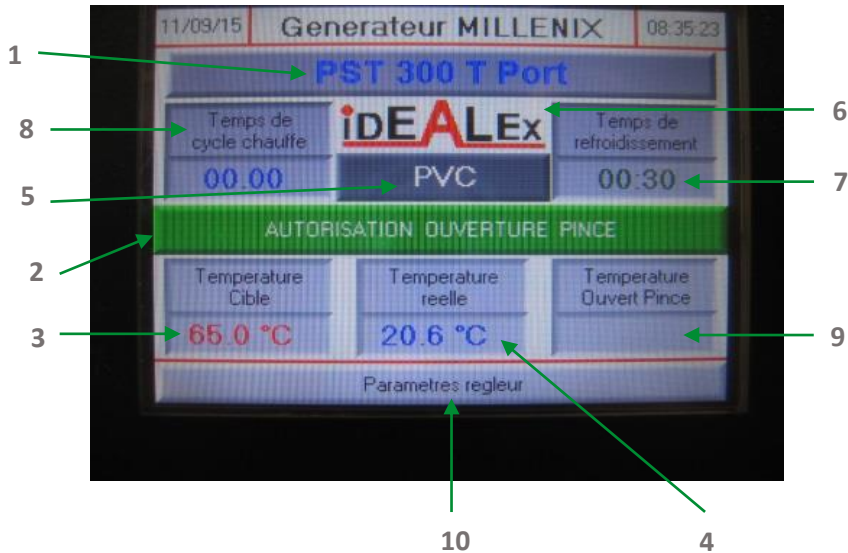 11/09/15 Generateur MILLENIX 08:35:23
1
PST 300 T Port
6
8
Temps de
cycle chauffe
iDEALEx
Temps de
refroidissement
5
00.00
PVC
00:30
7
2
AUTORISATION OUVERTURE PINCE
Temperature
Cible
Temperature
reelle
Temperature
Ouvert Pince
3
65.0 °C
20.6 °C
9
Parametres regleur
10
4